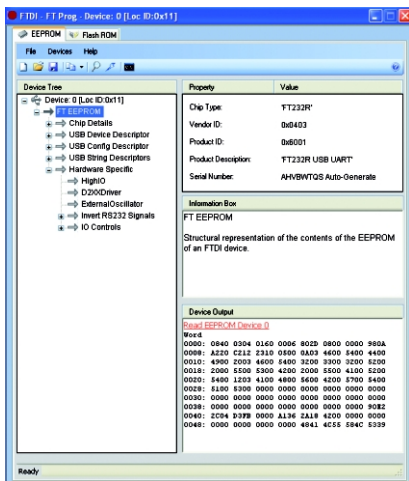 FTDI - FT Prog - Device: 0 [Loc ID:0x11]
EEPROM Flash ROM
File Devices Help
Device Tree
Device: 0 [Loc ID:0x11]
FT EEPROM
Chip Details
USB Device Descriptor
USB Config Descriptor
USB String Descriptors
Hardware Specific
HighIO
D2XXDriver
ExternalOscillator
Invert RS232 Signals
IO Controls
Property Value
Chip Type: 'FT232R'
Vendor ID: 0x0403
Product ID: 0x6001
Product Description: 'FT232R USB UART'
Serial Number: AHVBWTQS Auto-Generate
Information Box
FT EEPROM
Structural representation of the contents of the EEPROM
of an FTDI device.
Device Output
Read EEPROM Device 0
Word
0000: 0840 0304 0160 0006 802D 0800 0000 980A
0008: A220 C212 2310 0500 0A03 4600 5400 4400
0010: 4900 2003 4600 5400 3200 3300 3200 5200
0018: 2000 5500 5300 4200 2000 5500 4100 5200
0020: 5400 1203 4100 4800 5600 4200 5700 5400
0028: 5100 5300 0000 0000 0000 0000 0000 0000
0030: 0000 0000 0000 0000 0000 0000 0000 0000
0038: 0000 0000 0000 0000 0000 0000 0000 90E2
0040: 2C04 D3FB 0000 A136 2A18 4200 0000 0000
0048: 0000 0000 0000 0000 4841 4C55 584C 5339
Ready